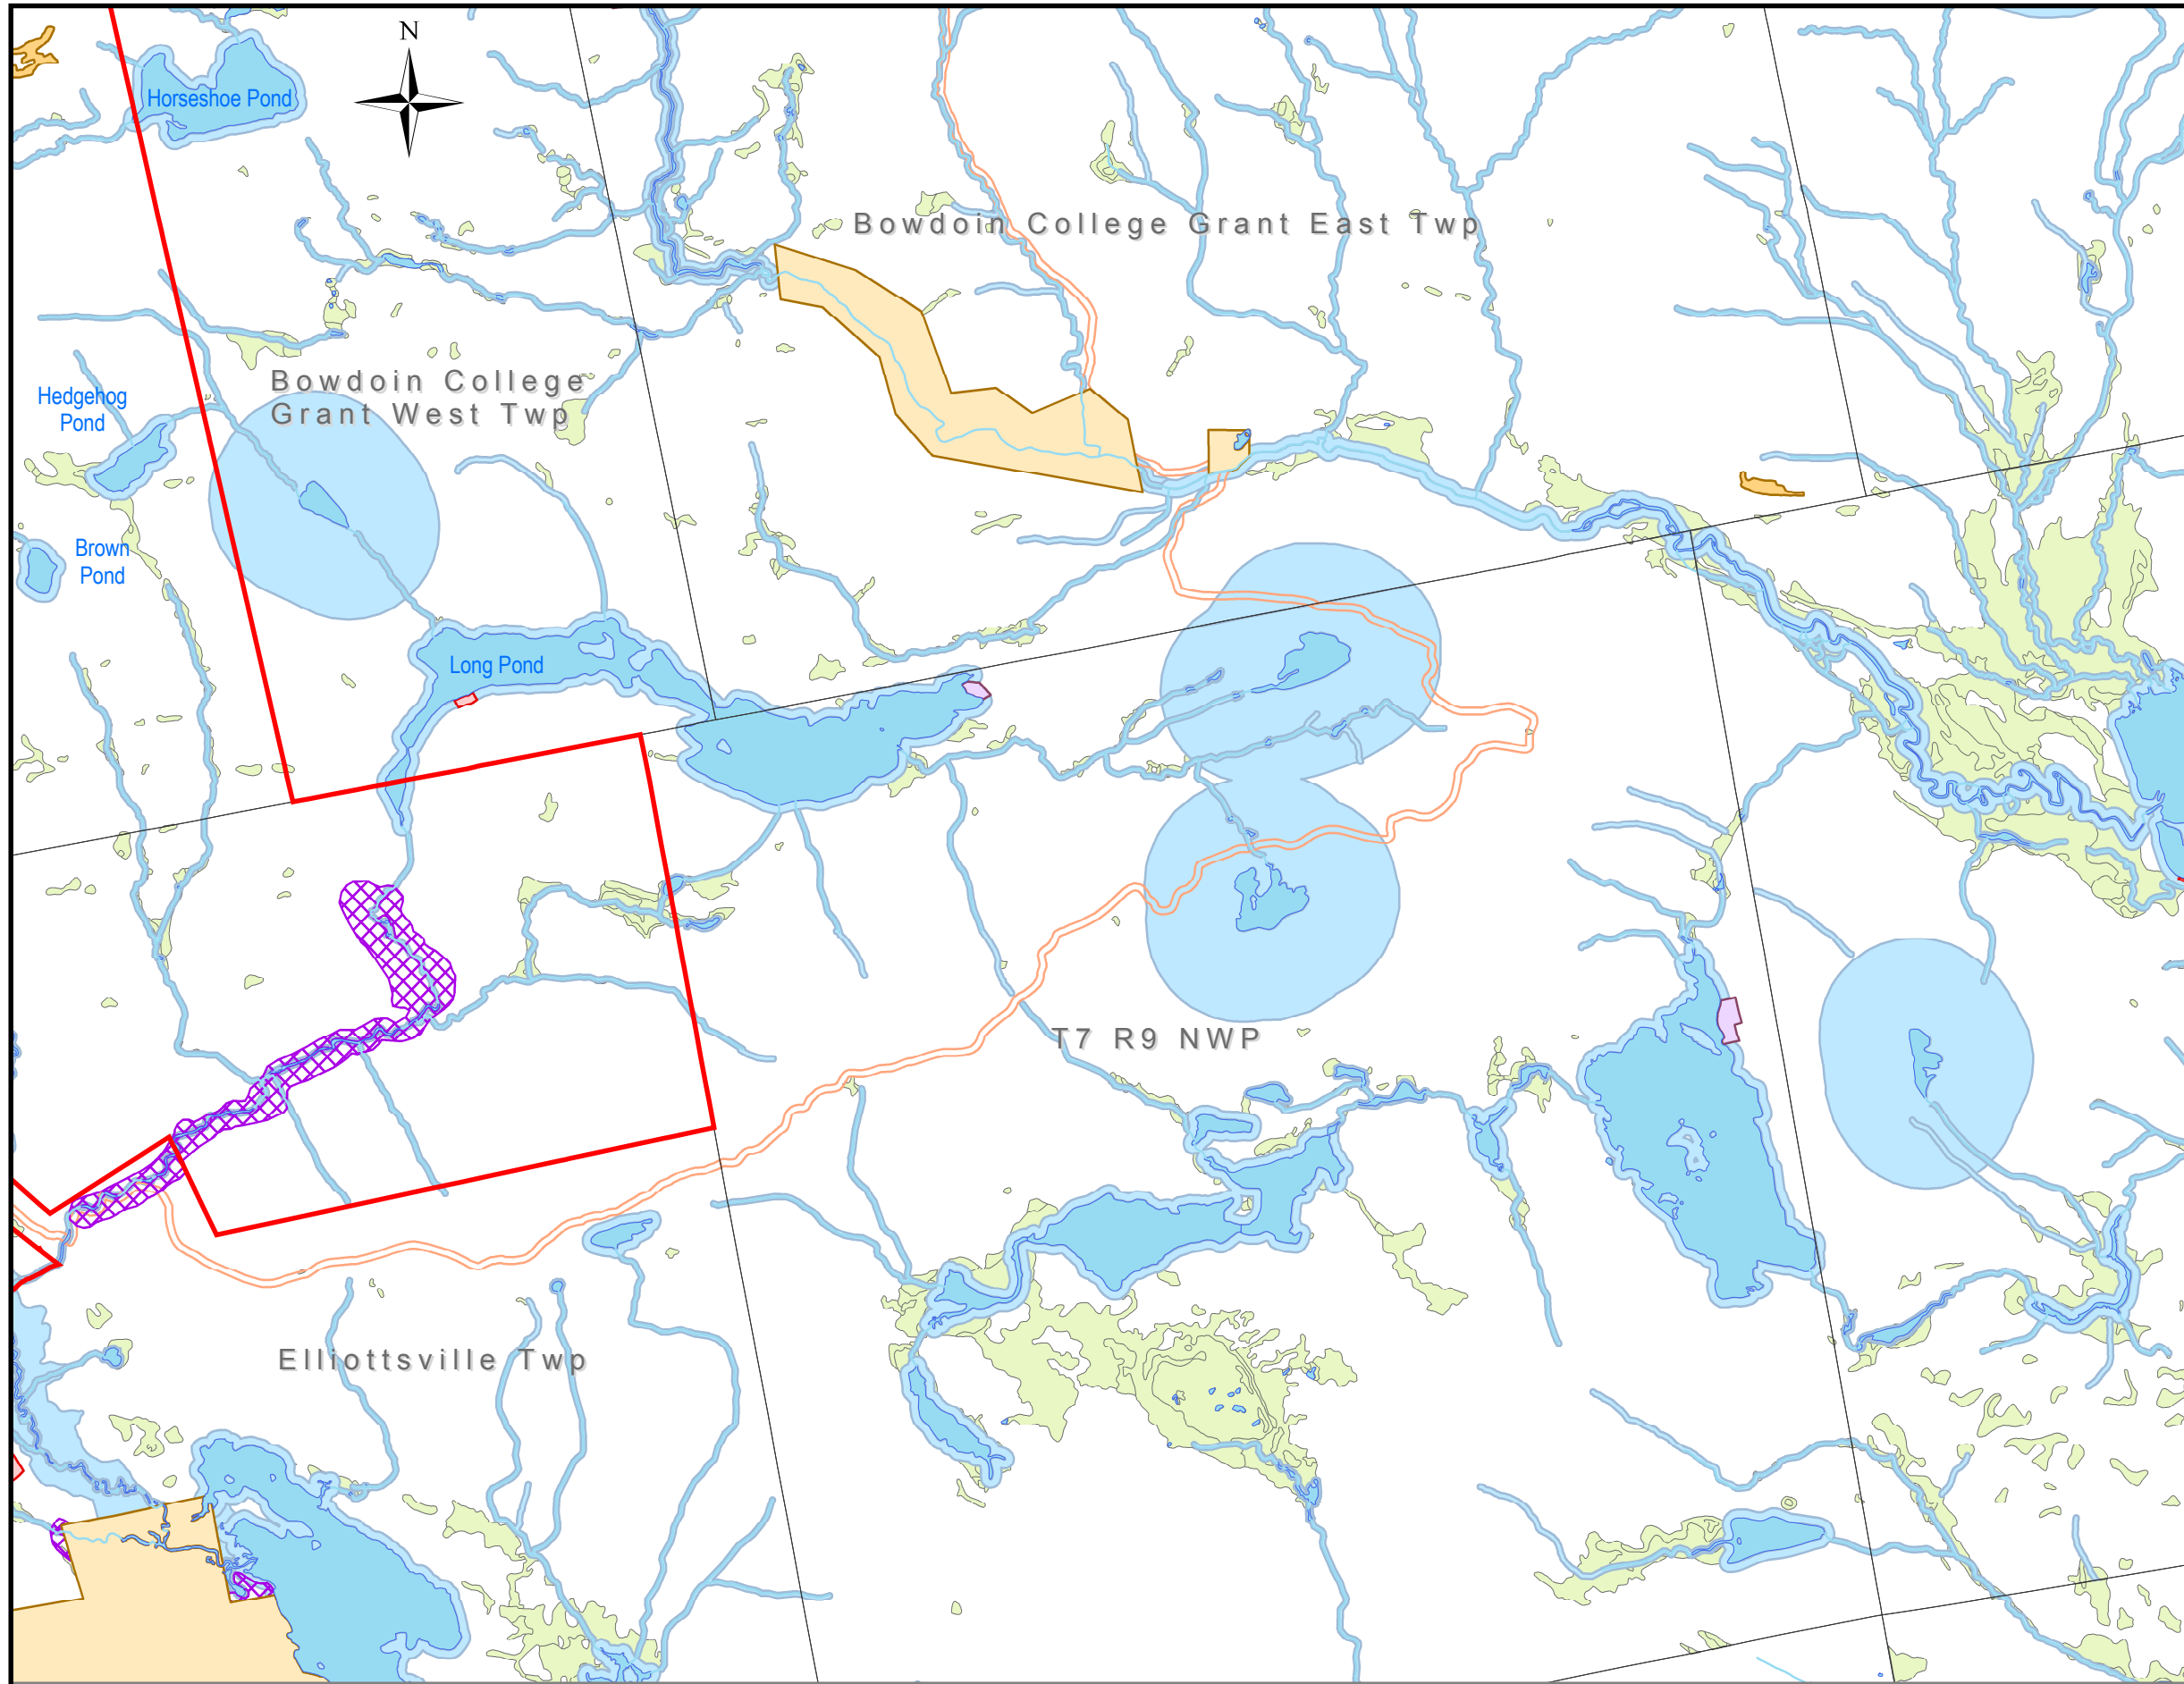 N
Horseshoe Pond
Bowdoin College Grant East Twp
Bowdoin College
Grant West Twp
Hedgehog
Pond
Brown
Pond
Long Pond
T7 R9 NWP
Elliottsville Twp